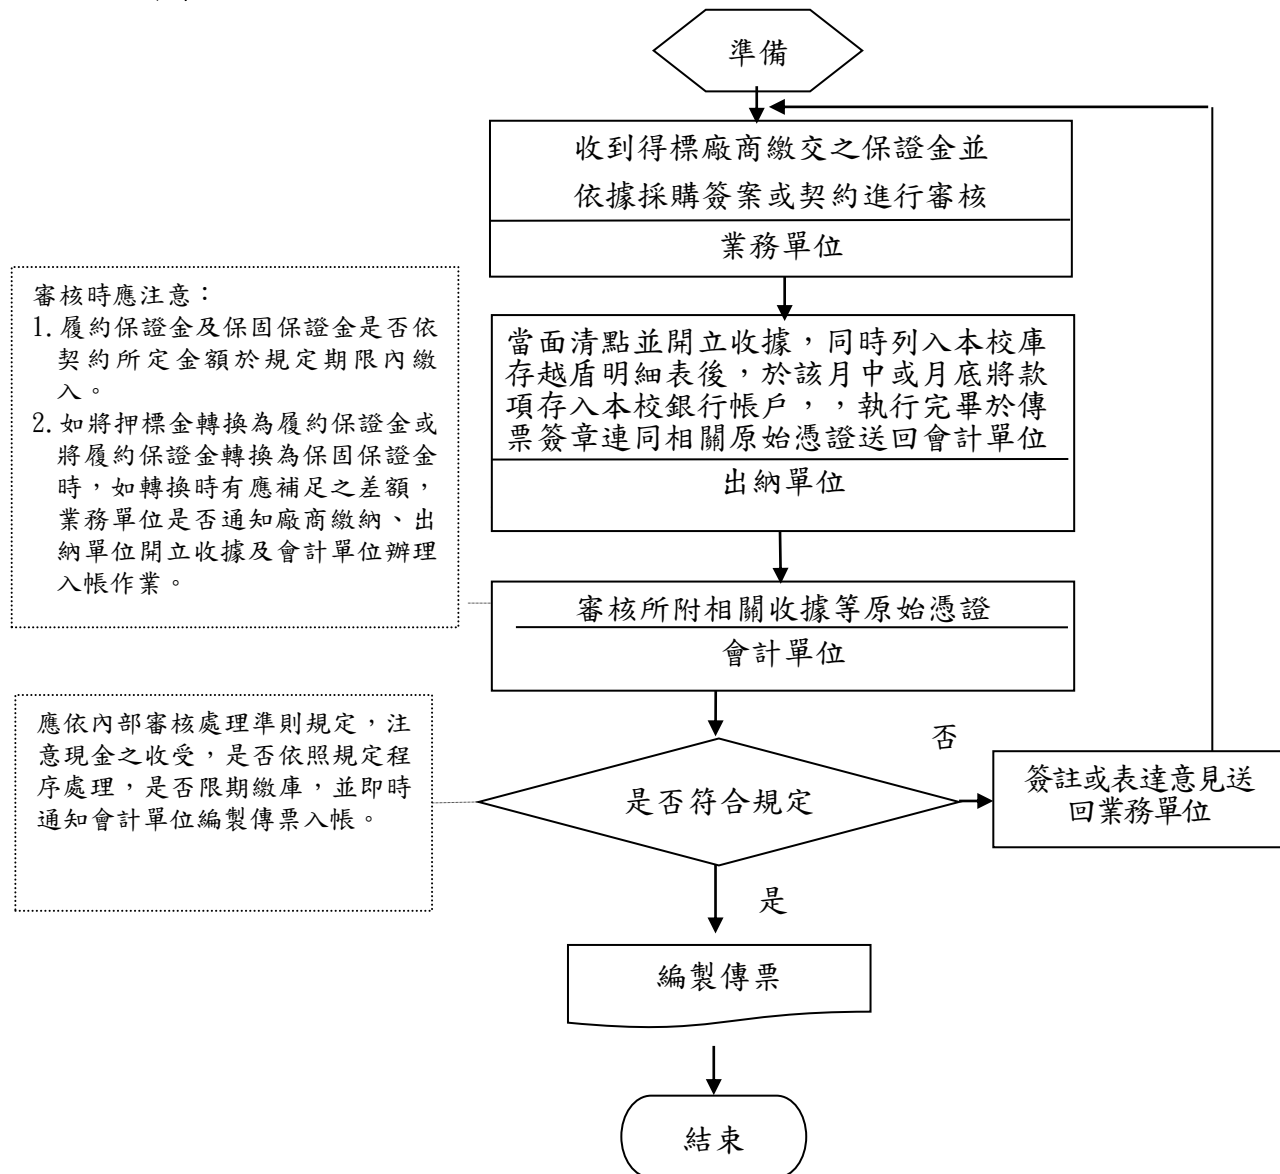 準備
收到得標廠商繳交之保證金並
依據採購簽案或契約進行審核
業務單位
審核時應注意：
1. 履約保證金及保固保證金是否依
契約所定金額於規定期限內繳
入。
2. 如將押標金轉換為履約保證金或
將履約保證金轉換為保固保證金
時，如轉換時有應補足之差額，
業務單位是否通知廠商繳納、出
納單位開立收據及會計單位辦理
入帳作業。
當面清點並開立收據，同時列入本校庫
存越盾明細表後，於該月中或月底將款
項存入本校銀行帳戶，，執行完畢於傳
票簽章連同相關原始憑證送回會計單位
出納單位
審核所附相關收據等原始憑證
會計單位
應依內部審核處理準則規定，注
意現金之收受，是否依照規定程
序處理，是否限期繳庫，並即時
通知會計單位編製傳票入帳。
是否符合規定
否
簽註或表達意見送
回業務單位
是
編製傳票
結束